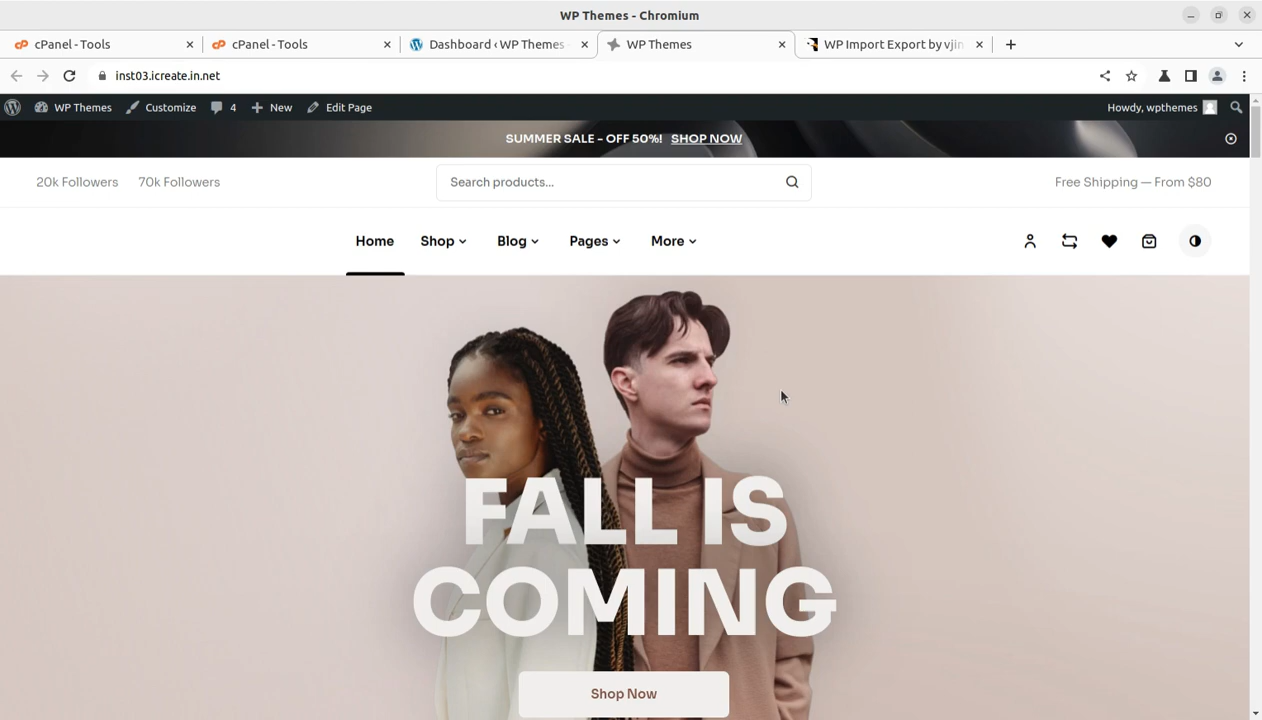 WP Themes - Chromium
cPanel - Tools
cPanel - Tools
Dashboard ‹ WP Themes -
WP Themes
WP Import Export by vjin
inst03.icreate.in.net
WP Themes
Customize
4
New
Edit Page
Howdy, wpthemes
SUMMER SALE – OFF 50%! SHOP NOW
20k Followers
70k Followers
Search products...
Free Shipping — From $80
Home
Shop
Blog
Pages
More
FALL IS
COMING
Shop Now